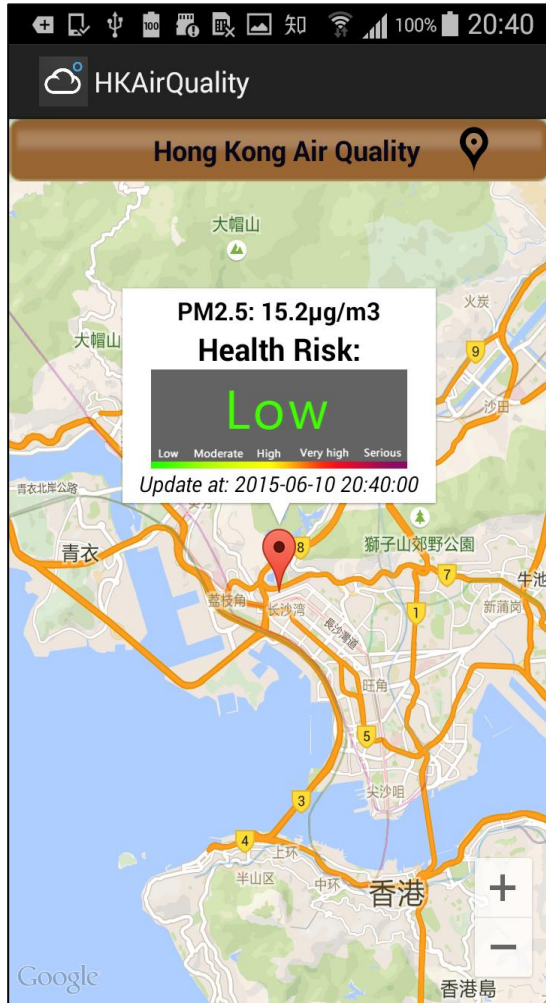 100
知
100%
20:40
HKAirQuality
Hong Kong Air Quality
大帽山
火炭
PM2.5: 15.2µg/m3
Health Risk:
大帽山
9
Low
沙田
Low Moderate High Very high Serious
青衣北岸公路
Update at: 2015-06-10 20:40:00
8
獅子山郊野公園
青衣
7
牛池
荔枝角
长沙湾
1
新蒲岗
長沙灣道
旺角
5
尖沙咀
3
4
上环
半山区
中环
香港
+
−
Google
香港島